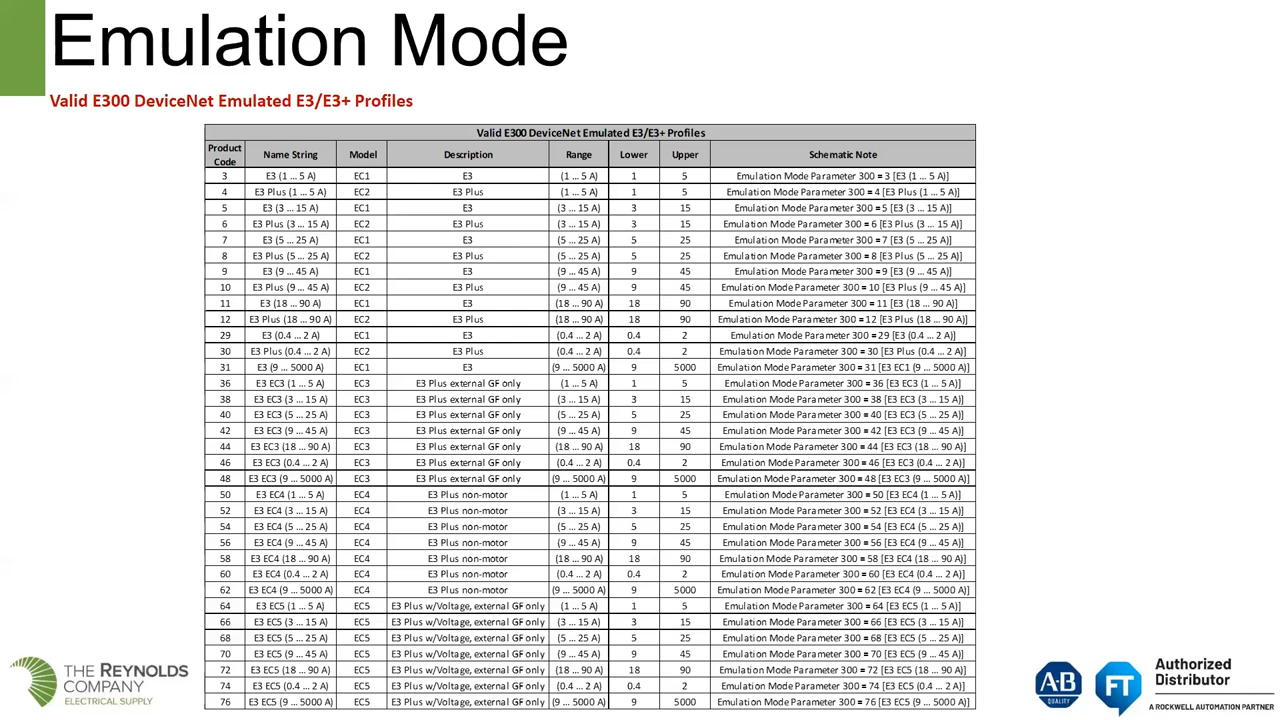 Emulation Mode
Valid E300 DeviceNet Emulated E3/E3+ Profiles
Valid E300 DeviceNet Emulated E3/E3+ Profiles
Product Code Name String Model Description Range Lower Upper Schematic Note
3 E3 (1 ... 5 A) EC1 E3 (1 ... 5 A) 1 5 Emulation Mode Parameter 300 = 3 [E3 (1 ... 5 A)]
4 E3 Plus (1 ... 5 A) EC2 E3 Plus (1 ... 5 A) 1 5 Emulation Mode Parameter 300 = 4 [E3 Plus (1 ... 5 A)]
5 E3 (3 ... 15 A) EC1 E3 (3 ... 15 A) 3 15 Emulation Mode Parameter 300 = 5 [E3 (3 ... 15 A)]
6 E3 Plus (3 ... 15 A) EC2 E3 Plus (3 ... 15 A) 3 15 Emulation Mode Parameter 300 = 6 [E3 Plus (3 ... 15 A)]
7 E3 (5 ... 25 A) EC1 E3 (5 ... 25 A) 5 25 Emulation Mode Parameter 300 = 7 [E3 (5 ... 25 A)]
8 E3 Plus (5 ... 25 A) EC2 E3 Plus (5 ... 25 A) 5 25 Emulation Mode Parameter 300 = 8 [E3 Plus (5 ... 25 A)]
9 E3 (9 ... 45 A) EC1 E3 (9 ... 45 A) 9 45 Emulation Mode Parameter 300 = 9 [E3 (9 ... 45 A)]
10 E3 Plus (9 ... 45 A) EC2 E3 Plus (9 ... 45 A) 9 45 Emulation Mode Parameter 300 = 10 [E3 Plus (9 ... 45 A)]
11 E3 (18 ... 90 A) EC1 E3 (18 ... 90 A) 18 90 Emulation Mode Parameter 300 = 11 [E3 (18 ... 90 A)]
12 E3 Plus (18 ... 90 A) EC2 E3 Plus (18 ... 90 A) 18 90 Emulation Mode Parameter 300 = 12 [E3 Plus (18 ... 90 A)]
29 E3 (0.4 ... 2 A) EC1 E3 (0.4 ... 2 A) 0.4 2 Emulation Mode Parameter 300 = 29 [E3 (0.4 ... 2 A)]
30 E3 Plus (0.4 ... 2 A) EC2 E3 Plus (0.4 ... 2 A) 0.4 2 Emulation Mode Parameter 300 = 30 [E3 Plus (0.4 ... 2 A)]
31 E3 (9 ... 5000 A) EC1 E3 (9 ... 5000 A) 9 5000 Emulation Mode Parameter 300 = 31 [E3 EC1 (9 ... 5000 A)]
36 E3 EC3 (1 ... 5 A) EC3 E3 Plus external GF only (1 ... 5 A) 1 5 Emulation Mode Parameter 300 = 36 [E3 EC3 (1 ... 5 A)]
38 E3 EC3 (3 ... 15 A) EC3 E3 Plus external GF only (3 ... 15 A) 3 15 Emulation Mode Parameter 300 = 38 [E3 EC3 (3 ... 15 A)]
40 E3 EC3 (5 ... 25 A) EC3 E3 Plus external GF only (5 ... 25 A) 5 25 Emulation Mode Parameter 300 = 40 [E3 EC3 (5 ... 25 A)]
42 E3 EC3 (9 ... 45 A) EC3 E3 Plus external GF only (9 ... 45 A) 9 45 Emulation Mode Parameter 300 = 42 [E3 EC3 (9 ... 45 A)]
44 E3 EC3 (18 ... 90 A) EC3 E3 Plus external GF only (18 ... 90 A) 18 90 Emulation Mode Parameter 300 = 44 [E3 EC3 (18 ... 90 A)]
46 E3 EC3 (0.4 ... 2 A) EC3 E3 Plus external GF only (0.4 ... 2 A) 0.4 2 Emulation Mode Parameter 300 = 46 [E3 EC3 (0.4 ... 2 A)]
48 E3 EC3 (9 ... 5000 A) EC3 E3 Plus external GF only (9 ... 5000 A) 9 5000 Emulation Mode Parameter 300 = 48 [E3 EC3 (9 ... 5000 A)]
50 E3 EC4 (1 ... 5 A) EC4 E3 Plus non-motor (1 ... 5 A) 1 5 Emulation Mode Parameter 300 = 50 [E3 EC4 (1 ... 5 A)]
52 E3 EC4 (3 ... 15 A) EC4 E3 Plus non-motor (3 ... 15 A) 3 15 Emulation Mode Parameter 300 = 52 [E3 EC4 (3 ... 15 A)]
54 E3 EC4 (5 ... 25 A) EC4 E3 Plus non-motor (5 ... 25 A) 5 25 Emulation Mode Parameter 300 = 54 [E3 EC4 (5 ... 25 A)]
56 E3 EC4 (9 ... 45 A) EC4 E3 Plus non-motor (9 ... 45 A) 9 45 Emulation Mode Parameter 300 = 56 [E3 EC4 (9 ... 45 A)]
58 E3 EC4 (18 ... 90 A) EC4 E3 Plus non-motor (18 ... 90 A) 18 90 Emulation Mode Parameter 300 = 58 [E3 EC4 (18 ... 90 A)]
60 E3 EC4 (0.4 ... 2 A) EC4 E3 Plus non-motor (0.4 ... 2 A) 0.4 2 Emulation Mode Parameter 300 = 60 [E3 EC4 (0.4 ... 2 A)]
62 E3 EC4 (9 ... 5000 A) EC4 E3 Plus non-motor (9 ... 5000 A) 9 5000 Emulation Mode Parameter 300 = 62 [E3 EC4 (9 ... 5000 A)]
64 E3 EC5 (1 ... 5 A) EC5 E3 Plus w/Voltage, external GF only (1 ... 5 A) 1 5 Emulation Mode Parameter 300 = 64 [E3 EC5 (1 ... 5 A)]
66 E3 EC5 (3 ... 15 A) EC5 E3 Plus w/Voltage, external GF only (3 ... 15 A) 3 15 Emulation Mode Parameter 300 = 66 [E3 EC5 (3 ... 15 A)]
68 E3 EC5 (5 ... 25 A) EC5 E3 Plus w/Voltage, external GF only (5 ... 25 A) 5 25 Emulation Mode Parameter 300 = 68 [E3 EC5 (5 ... 25 A)]
70 E3 EC5 (9 ... 45 A) EC5 E3 Plus w/Voltage, external GF only (9 ... 45 A) 9 45 Emulation Mode Parameter 300 = 70 [E3 EC5 (9 ... 45 A)]
72 E3 EC5 (18 ... 90 A) EC5 E3 Plus w/Voltage, external GF only (18 ... 90 A) 18 90 Emulation Mode Parameter 300 = 72 [E3 EC5 (18 ... 90 A)]
74 E3 EC5 (0.4 ... 2 A) EC5 E3 Plus w/Voltage, external GF only (0.4 ... 2 A) 0.4 2 Emulation Mode Parameter 300 = 74 [E3 EC5 (0.4 ... 2 A)]
76 E3 EC5 (9 ... 5000 A) EC5 E3 Plus w/Voltage, external GF only (9 ... 5000 A) 9 5000 Emulation Mode Parameter 300 = 76 [E3 EC5 (9 ... 5000 A)]
THE REYNOLDS
COMPANY
ELECTRICAL SUPPLY
A-B
QUALITY
FT
Authorized
Distributor
A ROCKWELL AUTOMATION PARTNER